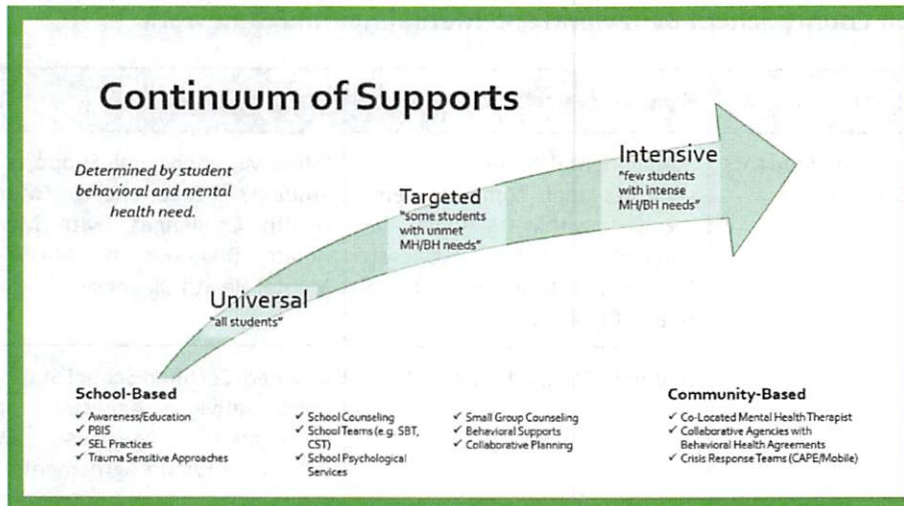 Continuum of Supports
Determined by student
behavioral and mental
health need.
Universal
"all students"
Targeted
"some students
with unmet
MH/BH needs"
Intensive
"few students
with intense
MH/BH needs"
School-Based
✓ Awareness/Education
✓ PBIS
✓ SEL Practices
✓ Trauma Sensitive Approaches
✓ School Counseling
✓ School Teams (e.g. SBT,
CST)
✓ School Psychological
Services
✓ Small Group Counseling
✓ Behavioral Supports
✓ Collaborative Planning
Community-Based
✓ Co-Located Mental Health Therapist
✓ Collaborative Agencies with
Behavioral Health Agreements
✓ Crisis Response Teams (CAPE/Mobile)